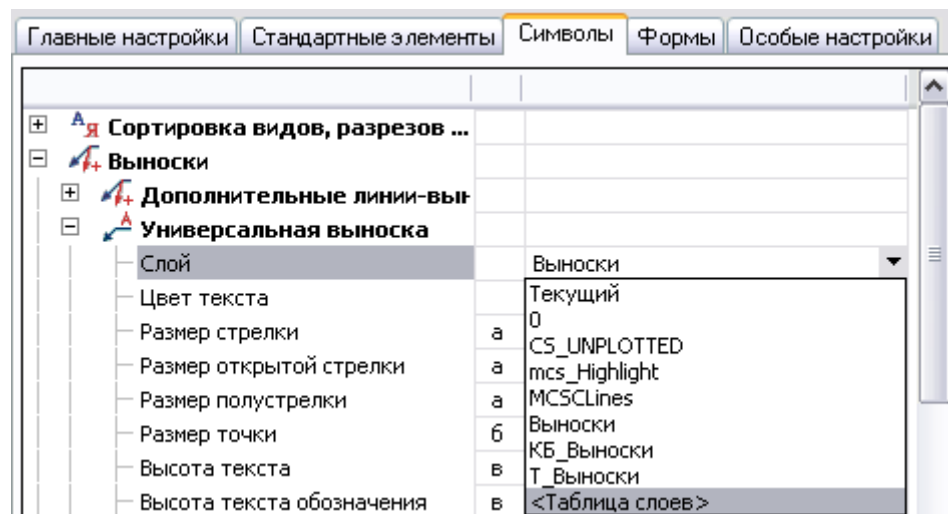 Главные настройки Стандартные элементы Символы Формы Особые настройки
Сортировка видов, разрезов ...
Выноски
Дополнительные линии-вын
Универсальная выноска
Слой Выноски
Цвет текста Текущий
0
Размер стрелки а CS_UNPLOTTED
Размер открытой стрелки а mcs_Highlight
Размер полустрелки а MCSCLines
Размер точки б Выноски
КБ_Выноски
Высота текста в Т_Выноски
Высота текста обозначения в <Таблица слоев>